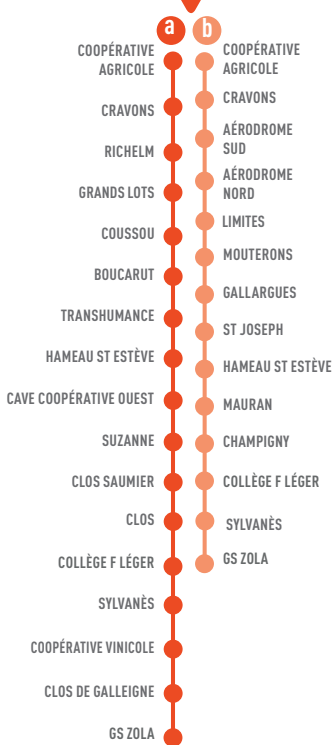 a
b
COOPÉRATIVE
AGRICOLE
CRAVONS
RICHELM
GRANDS LOTS
COUSSOU
BOUCARUT
TRANSHUMANCE
HAMEAU ST ESTÈVE
CAVE COOPÉRATIVE OUEST
SUZANNE
CLOS SAUMIER
CLOS
COLLÈGE F LÉGER
SYLVANÈS
COOPÉRATIVE VINICOLE
CLOS DE GALLEIGNE
GS ZOLA
COOPÉRATIVE
AGRICOLE
CRAVONS
AÉRODROME
SUD
AÉRODROME
NORD
LIMITES
MOUTERONS
GALLARGUES
ST JOSEPH
HAMEAU ST ESTÈVE
MAURAN
CHAMPIGNY
COLLÈGE F LÉGER
SYLVANÈS
GS ZOLA